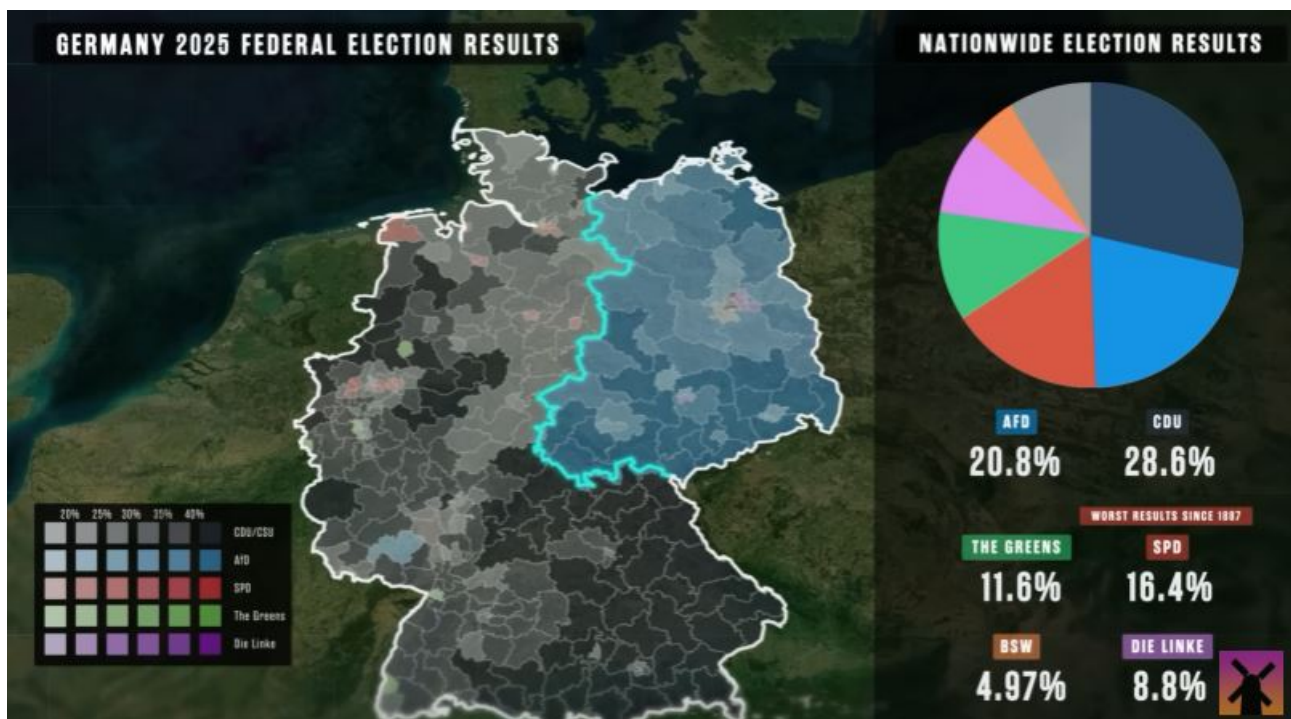 GERMANY 2025 FEDERAL ELECTION RESULTS
NATIONWIDE ELECTION RESULTS
AFD
CDU
20.8%
28.6%
WORST RESULTS SINCE 1887
THE GREENS
SPD
11.6%
16.4%
BSW
DIE LINKE
4.97%
8.8%
20% 25% 30% 35% 40%
CDU/CSU
AfD
SPD
The Greens
Die Linke